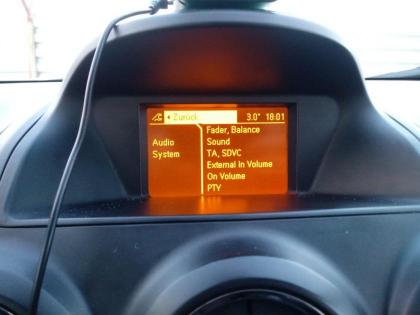 Zurück 3.0° 18:01
Fader, Balance
Audio Sound
System TA, SDVC
External In Volume
On Volume
PTY